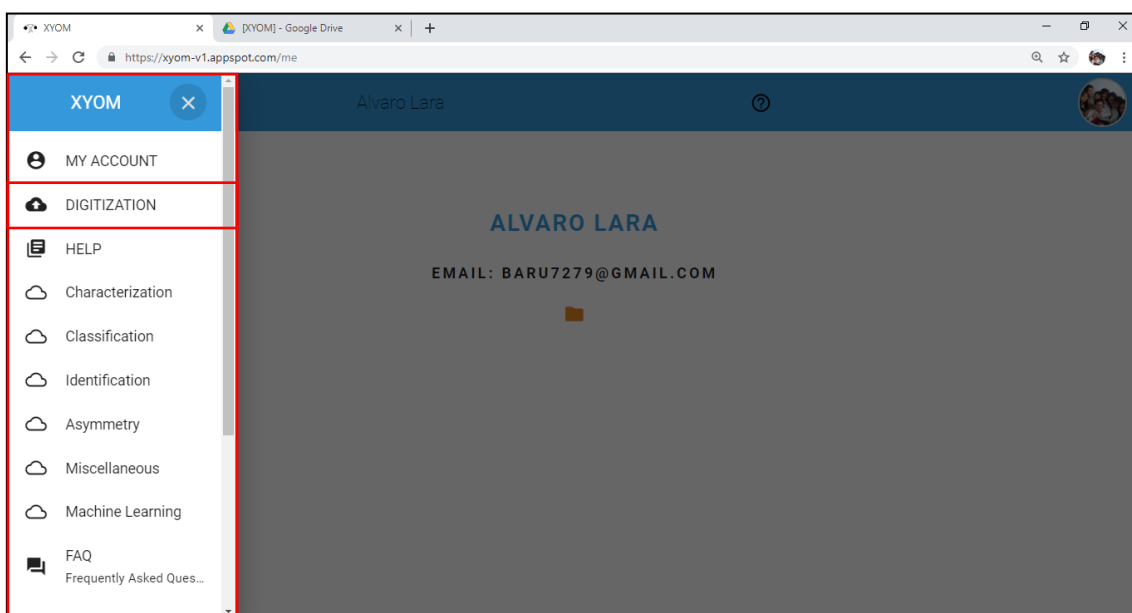 XYOM
[XYOM] - Google Drive
https://xyom-v1.appspot.com/me
XYOM
Alvaro Lara
MY ACCOUNT
DIGITIZATION
HELP
Characterization
Classification
Identification
Asymmetry
Miscellaneous
Machine Learning
FAQ
Frequently Asked Ques...
ALVARO LARA
EMAIL: BARU7279@GMAIL.COM